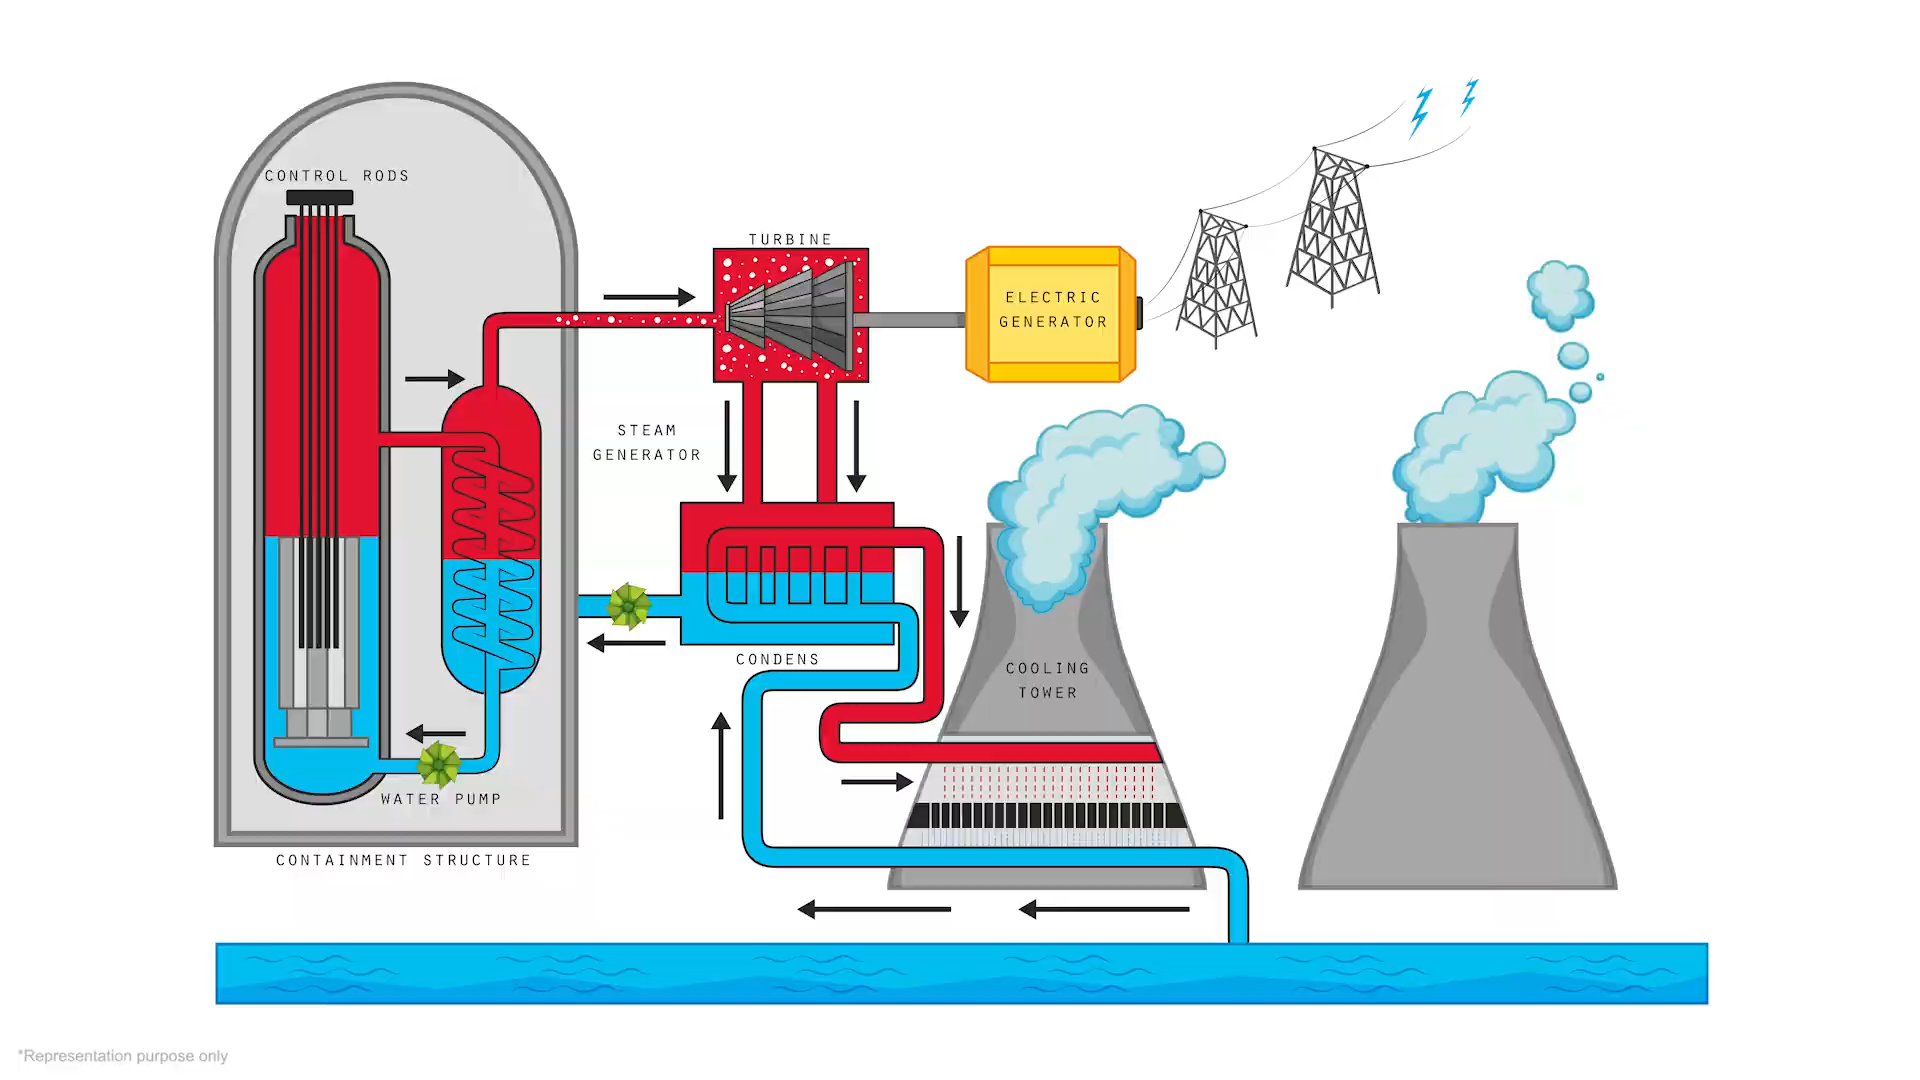 CONTROL RODS
TURBINE
ELECTRIC
GENERATOR
STEAM
GENERATOR
CONDENS
COOLING
TOWER
WATER PUMP
CONTAINMENT STRUCTURE
*Representation purpose only